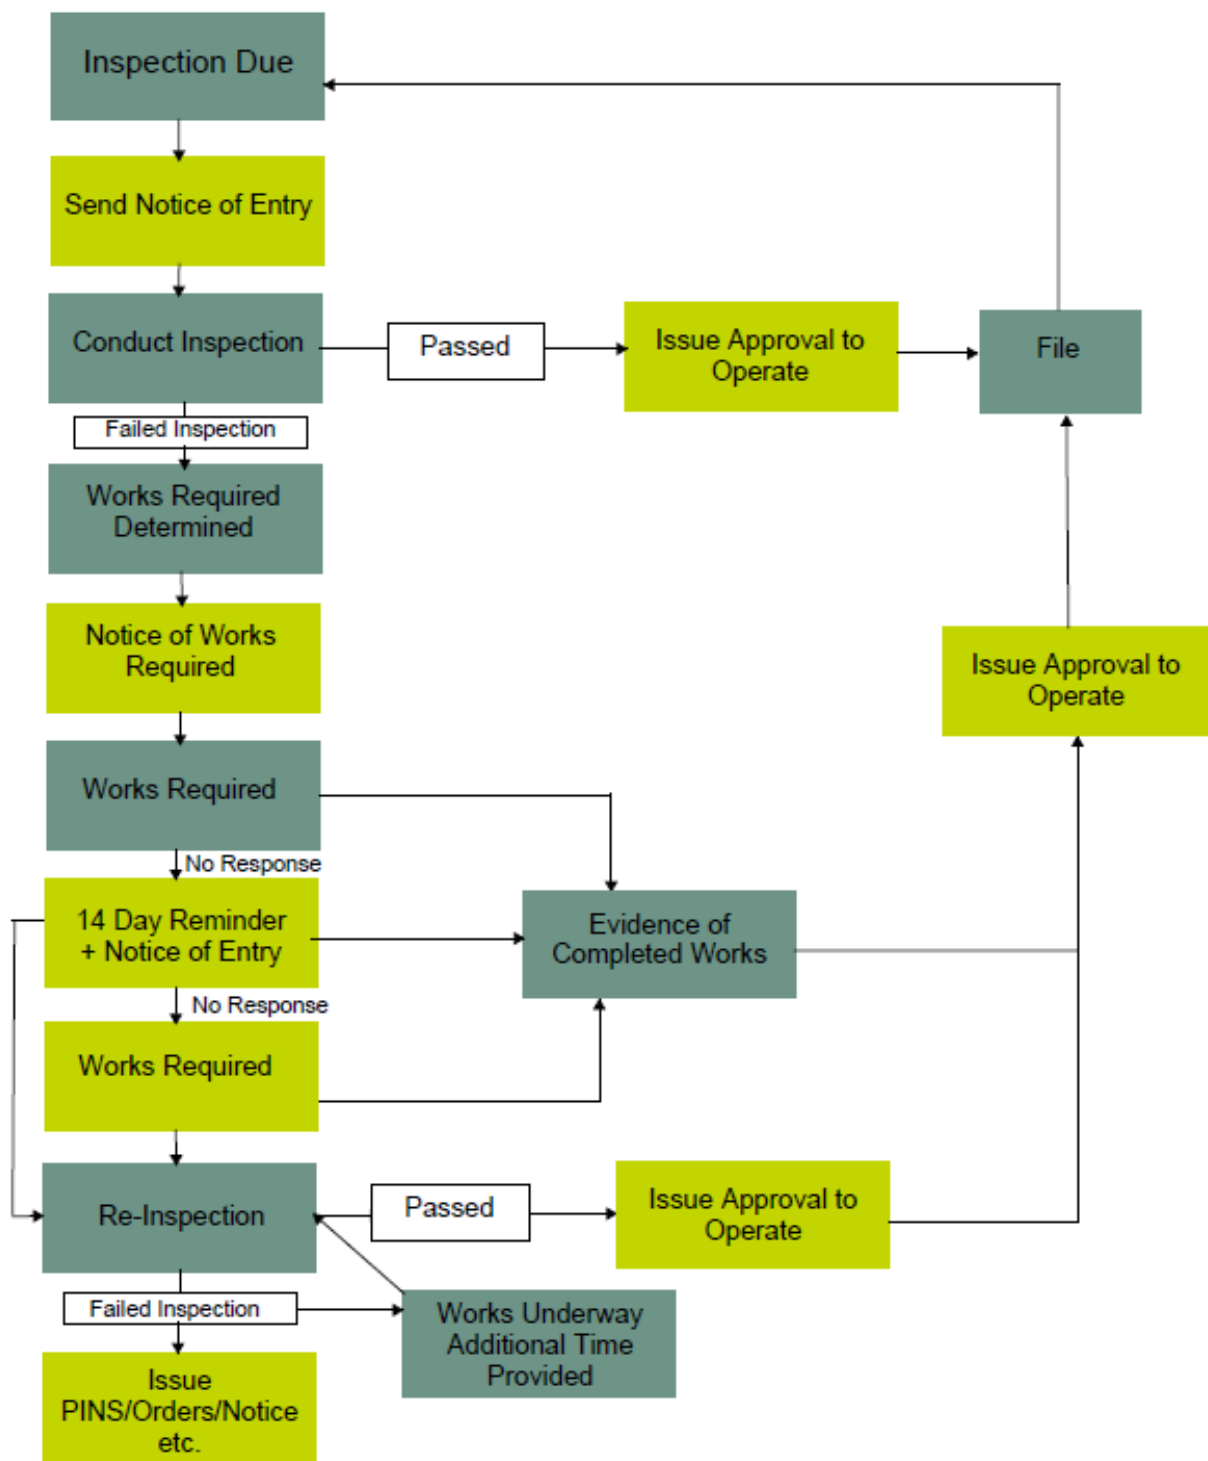 Inspection Due
Send Notice of Entry
Conduct Inspection
Passed
Issue Approval to
Operate
File
Failed Inspection
Works Required
Determined
Notice of Works
Required
Issue Approval to
Operate
Works Required
No Response
14 Day Reminder
+ Notice of Entry
Evidence of
Completed Works
No Response
Works Required
Re-Inspection
Passed
Issue Approval to
Operate
Failed Inspection
Works Underway
Additional Time
Provided
Issue
PINS/Orders/Notice
etc.